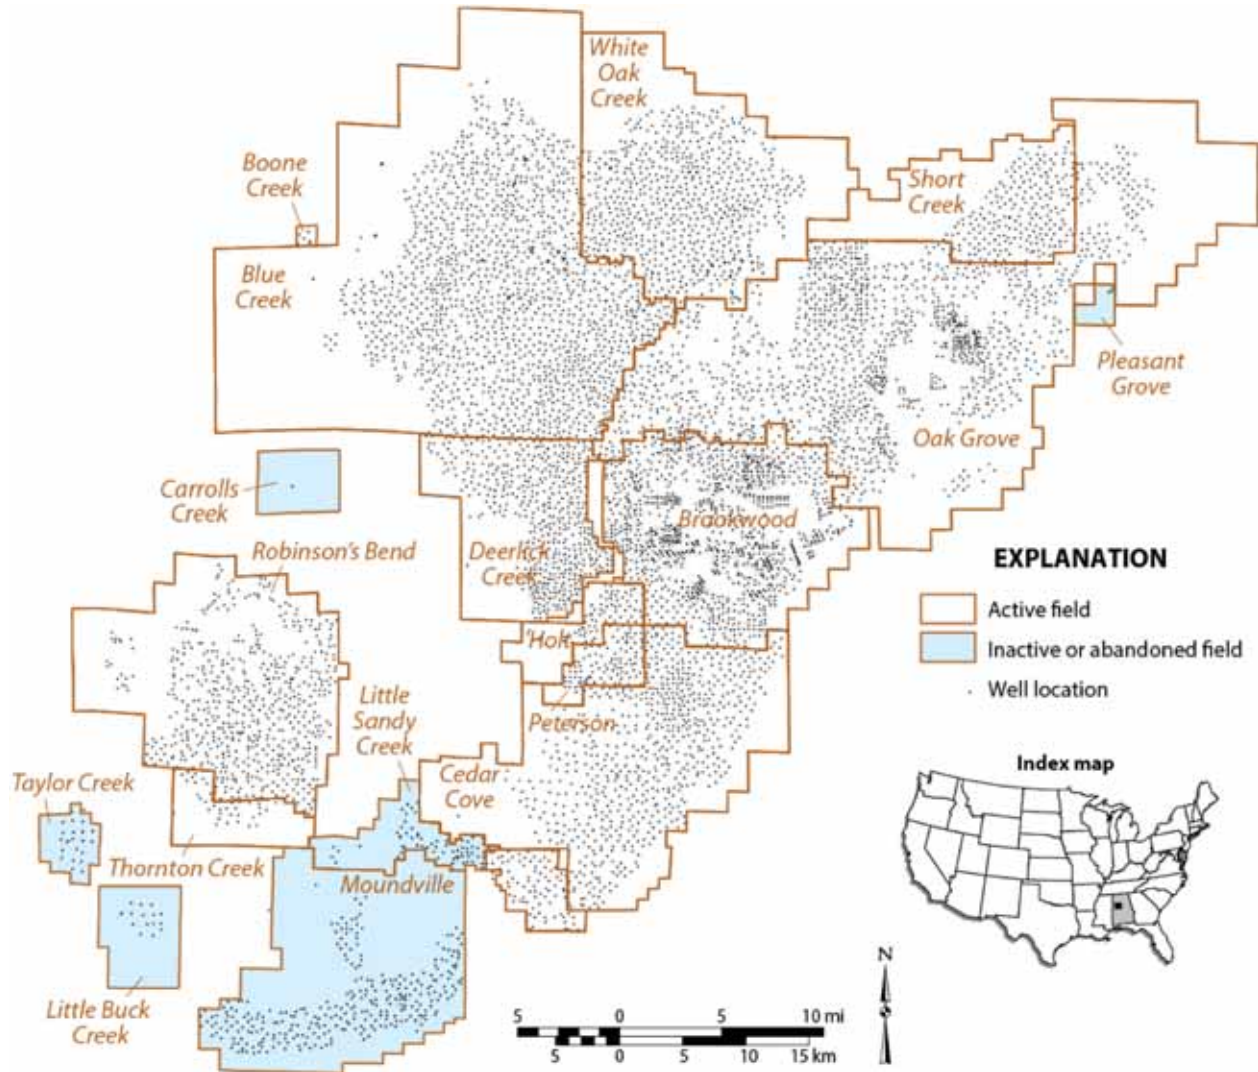 White
Oak
Creek
Boone
Creek
Short
Creek
Blue
Creek
Pleasant
Grove
Oak Grove
Carrolls
Creek
Brookwood
Robinson's Bend
Deerlick
Creek
EXPLANATION
Active field
Inactive or abandoned field
Well location
Holt
Little
Sandy
Creek
Peterson
Taylor Creek
Cedar
Cove
Index map
Thornton Creek
Moundville
Little Buck
Creek
N
5 0 5 10 mi
5 0 5 10 15 km